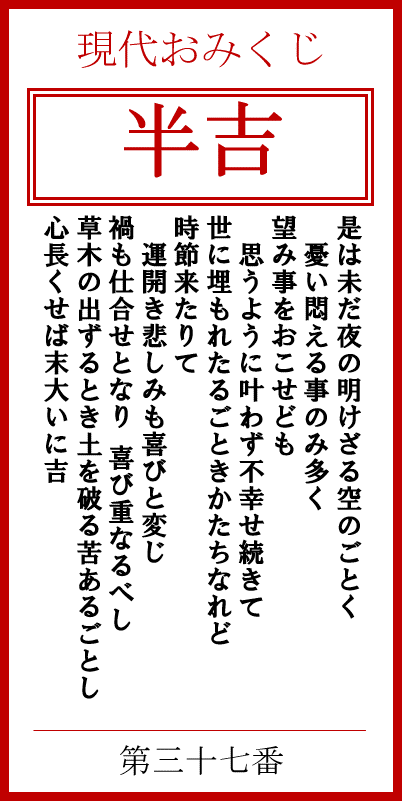 現代おみくじ
半吉
是は未だ夜の明けざる空のごとく
憂い悶える事のみ多く
望み事をおこせども
思うように叶わず不幸せ続きて
世に埋もれたるごときかたちなれど
時節来たりて
運開き悲しみも喜びと変じ
禍も仕合せとなり 喜び重なるべし
草木の出ずるとき土を破る苦あるごとし
心長くせば末大いに吉
第三十七番